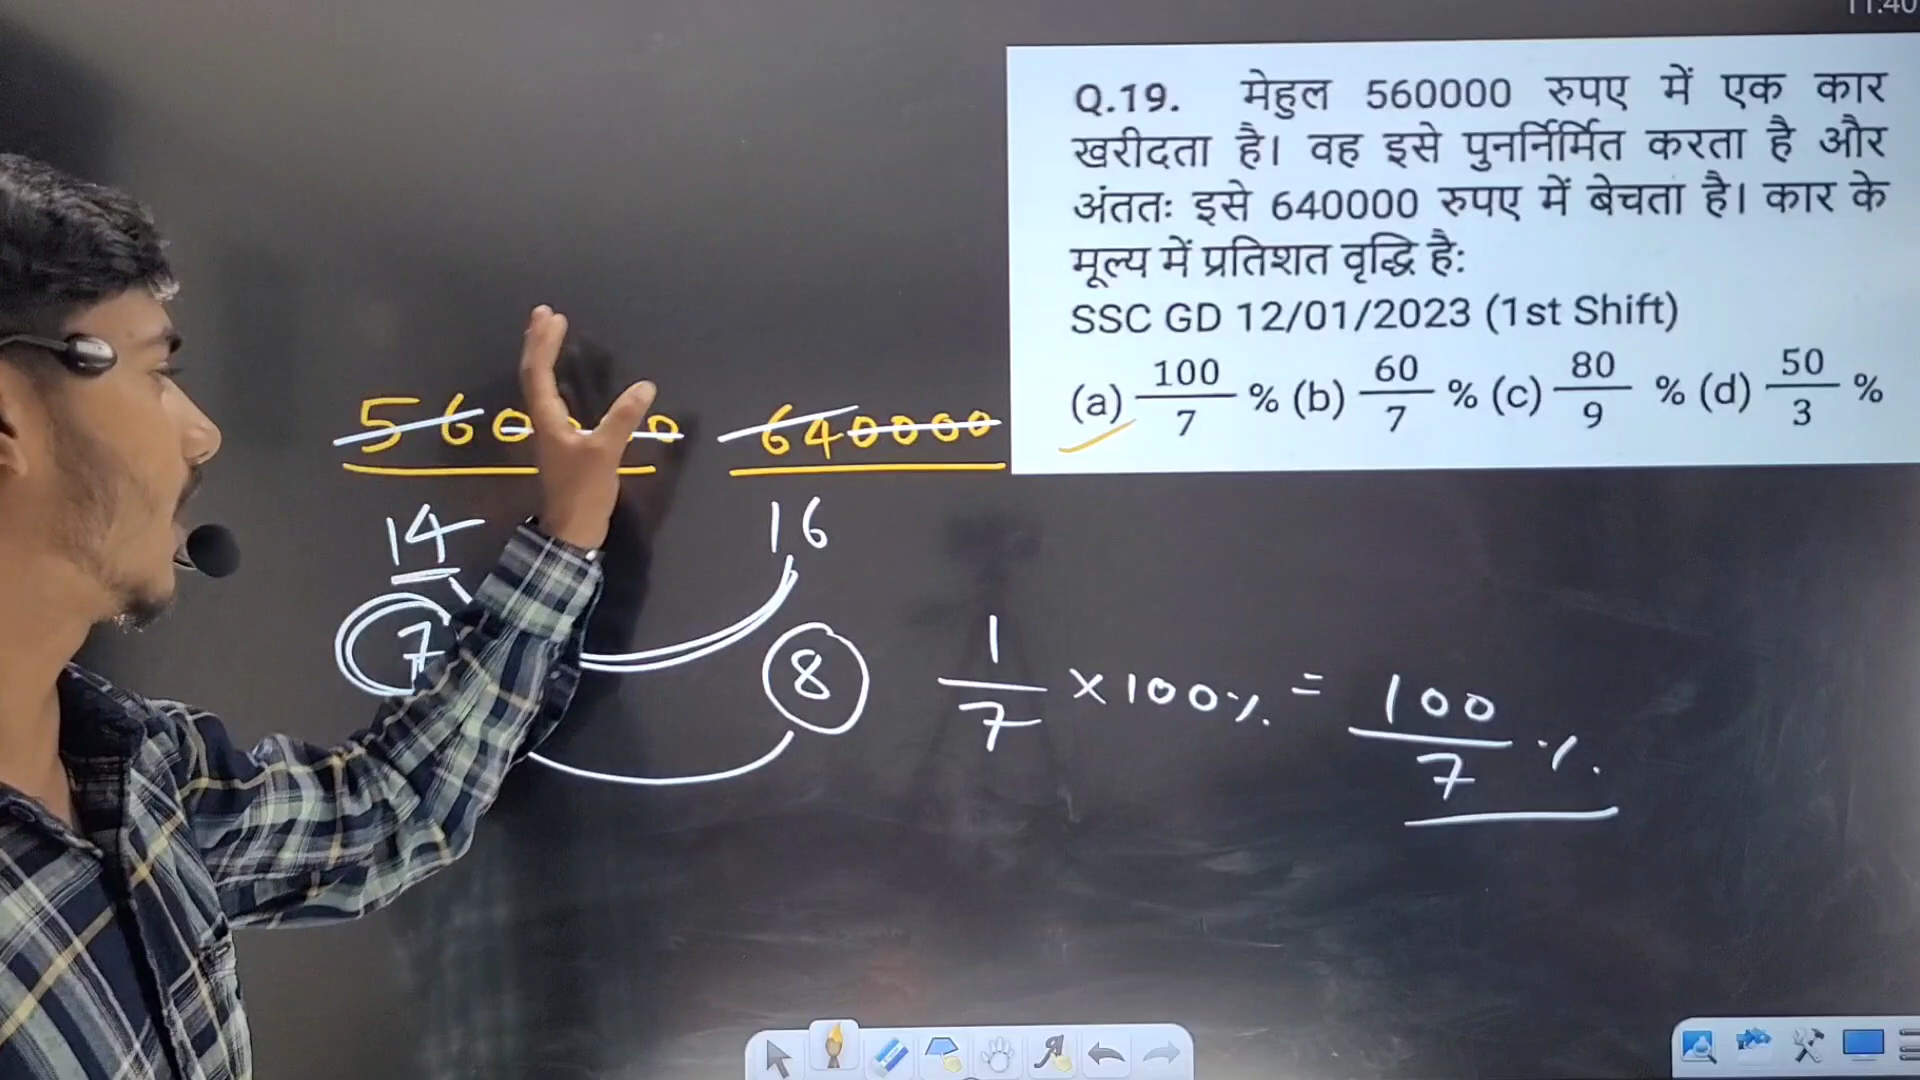 11:40
Q.19. मेहुल 560000 रुपए में एक कार
खरीदता है। वह इसे पुनर्निर्मित करता है और
अंततः इसे 640000 रुपए में बेचता है। कार के
मूल्य में प्रतिशत वृद्धि है:
SSC GD 12/01/2023 (1st Shift)
(a) 100/7 % (b) 60/7 % (c) 80/9 % (d) 50/3 %
640000
14 16
7 8
1/7 × 100% = 100/7 %